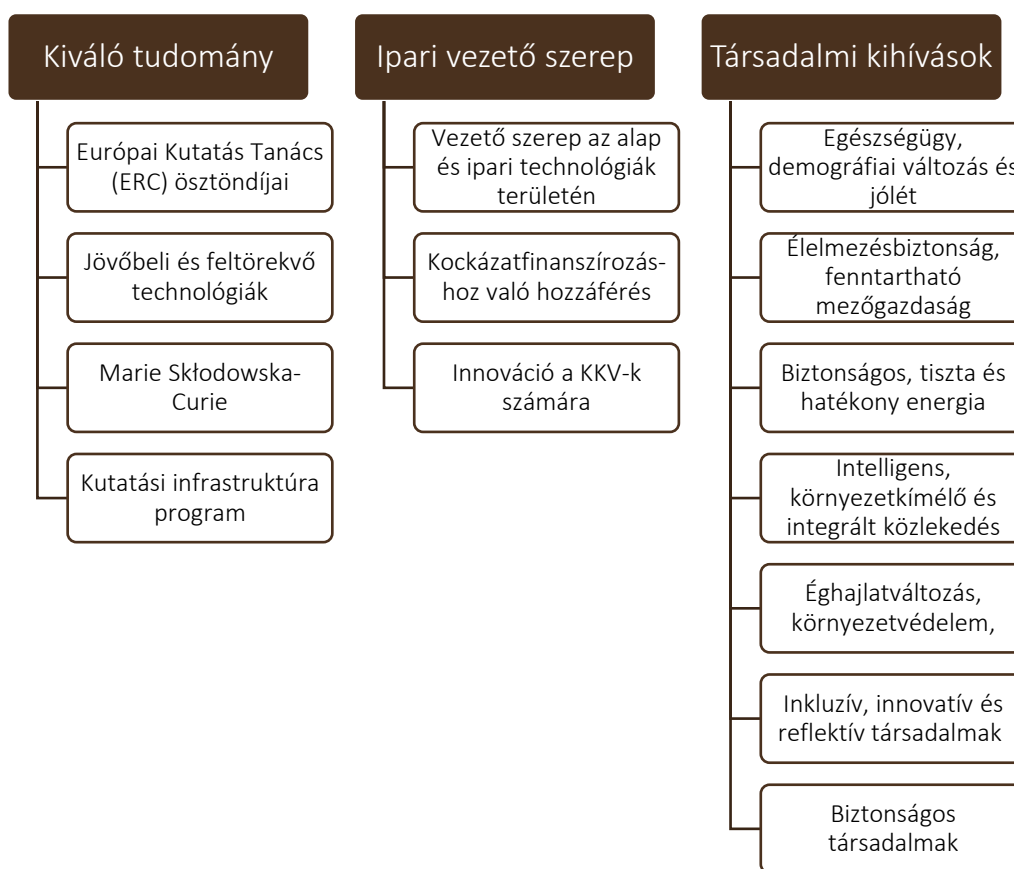 Kiváló tudomány
Európai Kutatás Tanács
(ERC) ösztöndíjai
Jövőbeli és feltörekvő
technológiák
Marie Skłodowska-
Curie
Kutatási infrastruktúra
program
Ipari vezető szerep
Vezető szerep az alap
és ipari technológiák
területén
Kockázatfinanszírozás-
hoz való hozzáférés
Innováció a KKV-k
számára
Társadalmi kihívások
Egészségügy,
demográfiai változás és
jólét
Élelmezésbiztonság,
fenntartható
mezőgazdaság
Biztonságos, tiszta és
hatékony energia
Intelligens,
környezetkímélő és
integrált közlekedés
Éghajlatváltozás,
környezetvédelem,
Inkluzív, innovatív és
reflektív társadalmak
Biztonságos
társadalmak